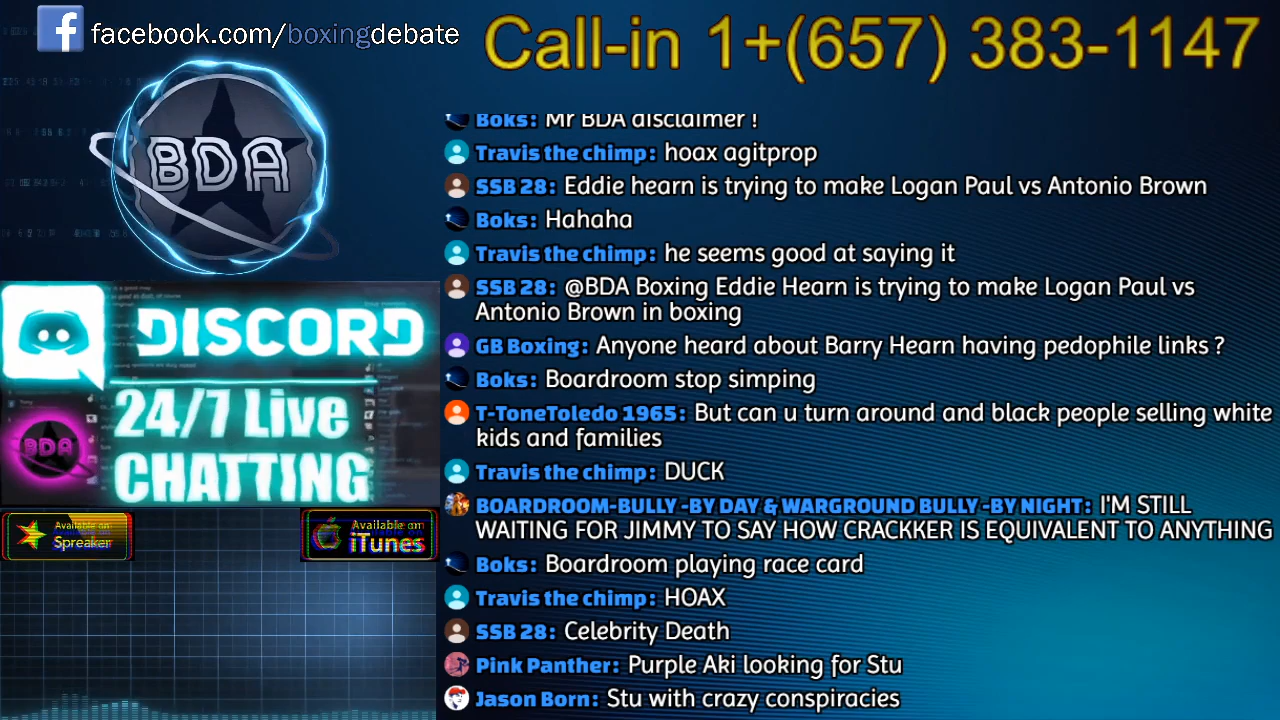 facebook.com/boxingdebate
Call-in 1+(657) 383-1147
BDA
DISCORD
24/7 Live
CHATTING
BDA
Available on
Spreaker
Available on
iTunes
Boks: Mr BDA disclaimer !
Travis the chimp: hoax agitprop
SSB 28: Eddie hearn is trying to make Logan Paul vs Antonio Brown
Boks: Hahaha
Travis the chimp: he seems good at saying it
SSB 28: @BDA Boxing Eddie Hearn is trying to make Logan Paul vs
Antonio Brown in boxing
GB Boxing: Anyone heard about Barry Hearn having pedophile links ?
Boks: Boardroom stop simping
T-ToneToledo 1965: But can u turn around and black people selling white
kids and families
Travis the chimp: DUCK
BOARDROOM-BULLY -BY DAY & WARGROUND BULLY -BY NIGHT: I'M STILL
WAITING FOR JIMMY TO SAY HOW CRACKKER IS EQUIVALENT TO ANYTHING
Boks: Boardroom playing race card
Travis the chimp: HOAX
SSB 28: Celebrity Death
Pink Panther: Purple Aki looking for Stu
Jason Born: Stu with crazy conspiracies